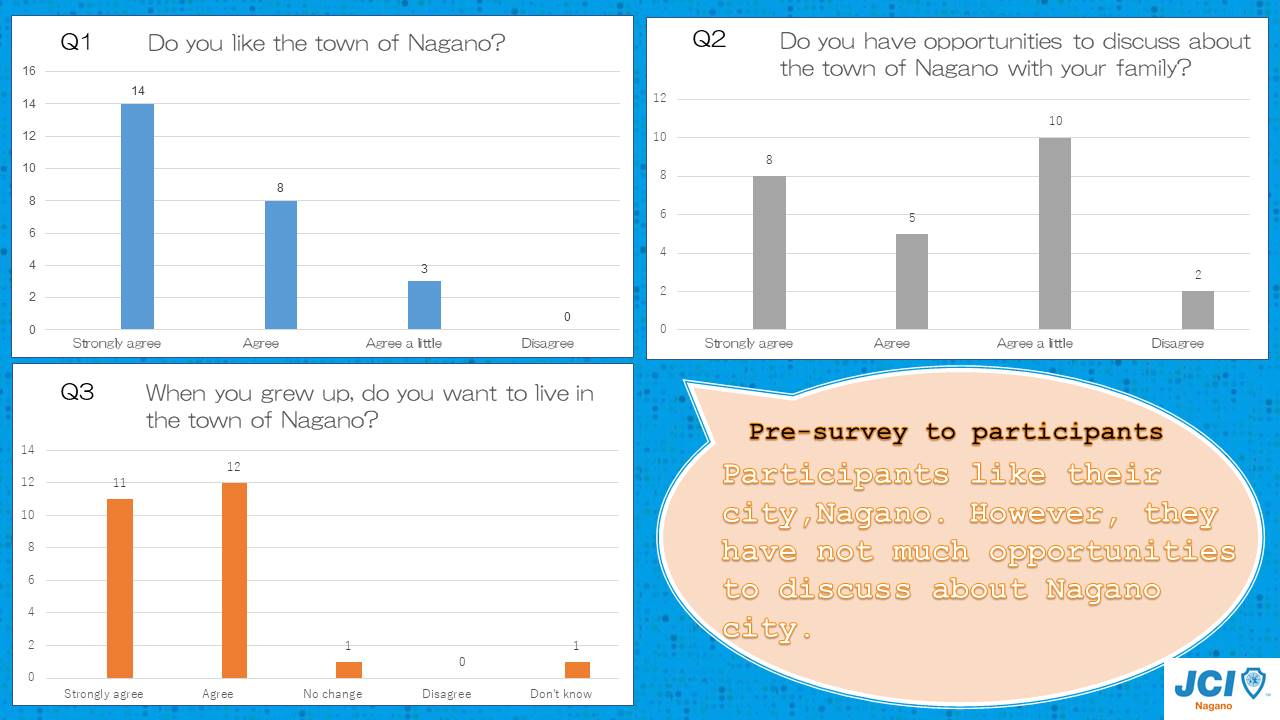 Q1 Do you like the town of Nagano?
16
14
12
10
8
6
4
2
0
14
8
3
0
Strongly agree Agree Agree a little Disagree
Q2 Do you have opportunities to discuss about
the town of Nagano with your family?
12
10
8
6
4
2
0
8
5
10
2
Strongly agree Agree Agree a little Disagree
Q3 When you grew up, do you want to live in
the town of Nagano?
14
12
10
8
6
4
2
0
11
12
1
0
1
Strongly agree Agree No change Disagree Don't know
Pre-survey to participants
Participants like their
city,Nagano. However, they
have not much opportunities
to discuss about Nagano
city.
JCI
Nagano